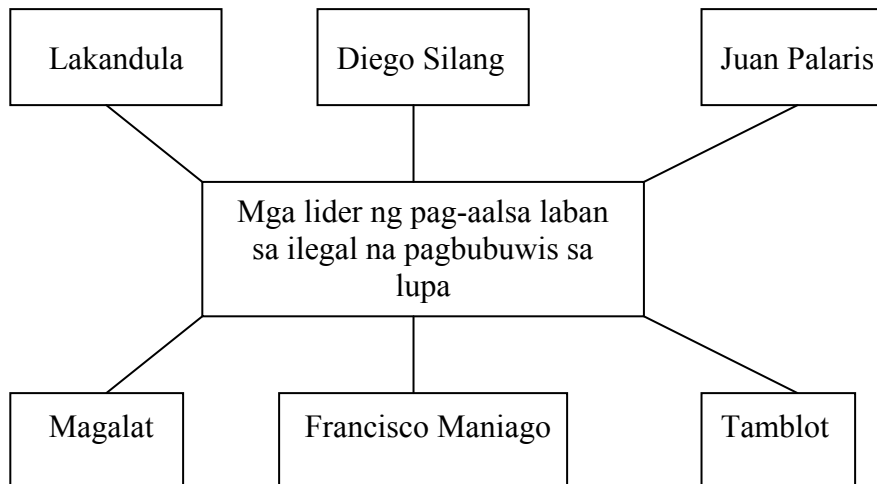 Lakandula
Diego Silang
Juan Palaris
Mga lider ng pag-aalsa laban
sa ilegal na pagbubuwis sa
lupa
Magalat
Francisco Maniago
Tamblot